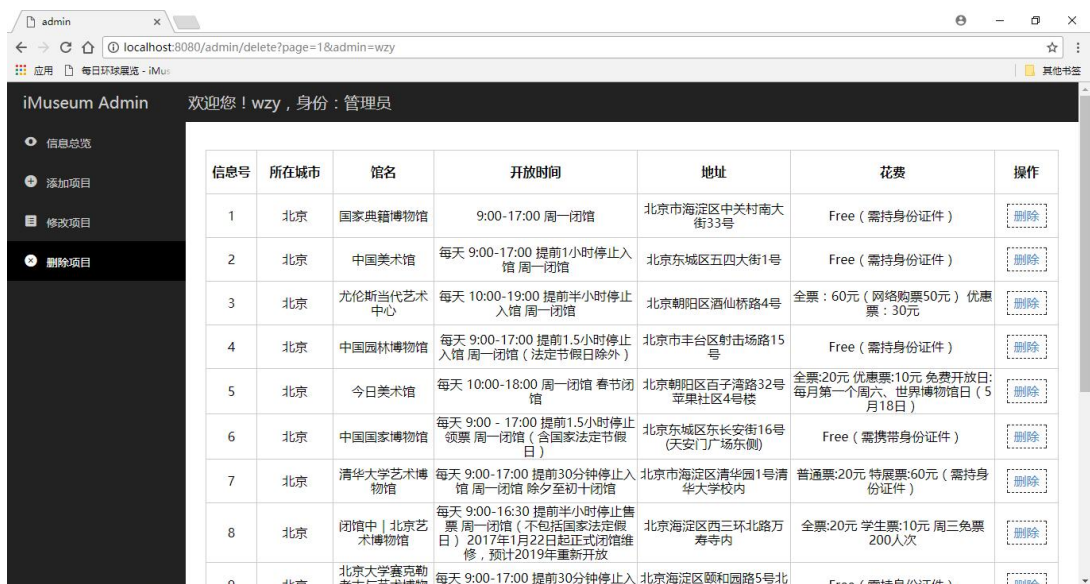 admin
localhost:8080/admin/delete?page=1&admin=wzy
应用 每日环球展览 - iMus
其他书签
iMuseum Admin
欢迎您！wzy，身份：管理员
信息总览
添加项目
修改项目
删除项目
信息号 所在城市 馆名 开放时间 地址 花费 操作
1 北京 国家典籍博物馆 9:00-17:00 周一闭馆 北京市海淀区中关村南大
街33号 Free（需持身份证件） 删除
2 北京 中国美术馆 每天 9:00-17:00 提前1小时停止入
馆 周一闭馆 北京东城区五四大街1号 Free（需持身份证件） 删除
3 北京 尤伦斯当代艺术
中心 每天 10:00-19:00 提前半小时停止
入馆 周一闭馆 北京朝阳区酒仙桥路4号 全票：60元（网络购票50元） 优惠
票：30元 删除
4 北京 中国园林博物馆 每天 9:00-17:00 提前1.5小时停止
入馆 周一闭馆（法定节假日除外） 北京市丰台区射击场路15
号 Free（需持身份证件） 删除
5 北京 今日美术馆 每天 10:00-18:00 周一闭馆 春节闭
馆 北京朝阳区百子湾路32号
苹果社区4号楼 全票:20元 优惠票:10元 免费开放日:
每月第一个周六、世界博物馆日（5
月18日） 删除
6 北京 中国国家博物馆 每天 9:00 - 17:00 提前1.5小时停止
领票 周一闭馆（含国家法定节假
日） 北京东城区东长安街16号
(天安门广场东侧) Free（需携带身份证件） 删除
7 北京 清华大学艺术博
物馆 每天 9:00-17:00 提前30分钟停止入
馆 周一闭馆 除夕至初十闭馆 北京市海淀区清华园1号清
华大学校内 普通票:20元 特展票:60元（需持身
份证件） 删除
8 北京 闭馆中｜北京艺
术博物馆 每天 9:00-16:30 提前半小时停止售
票 周一闭馆（不包括国家法定假
日） 2017年1月22日起正式闭馆维
修，预计2019年重新开放 北京海淀区西三环北路万
寿寺内 全票:20元 学生票:10元 周三免票
200人次 删除
北京大学赛克勒
每天 9:00-17:00 提前30分钟停止入 北京市海淀区颐和园路5号北